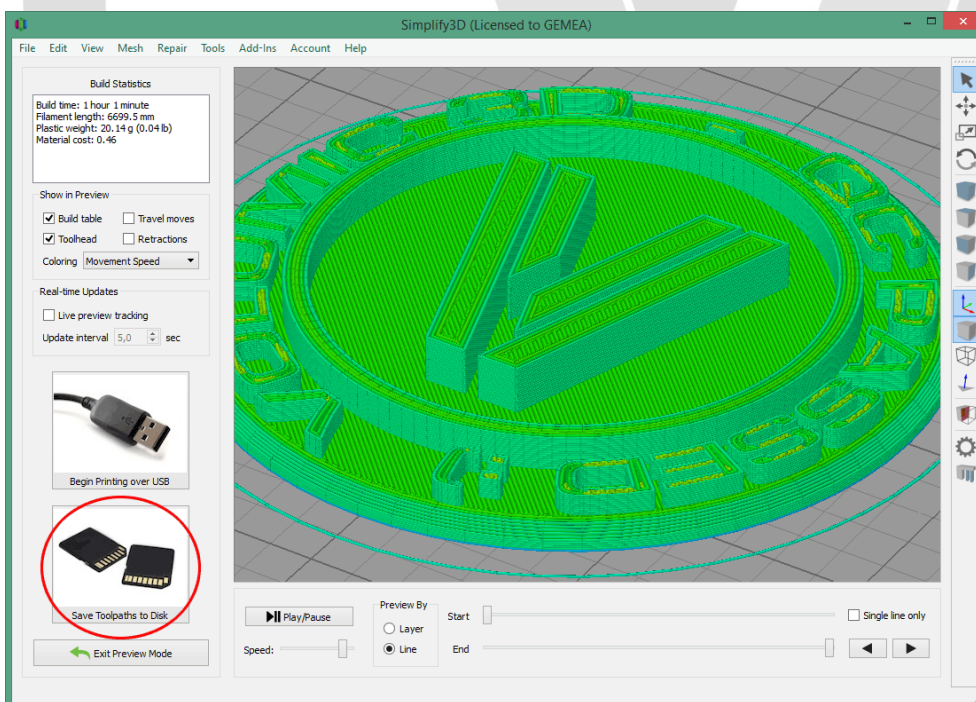 Simplify3D (Licensed to GEMEA)
File Edit View Mesh Repair Tools Add-Ins Account Help
Build Statistics
Build time: 1 hour 1 minute
Filament length: 6699.5 mm
Plastic weight: 20.14 g (0.04 lb)
Material cost: 0.46
Show in Preview
Build table Travel moves
Toolhead Retractions
Coloring Movement Speed
Real-time Updates
Live preview tracking
Update interval 5,0 sec
Begin Printing over USB
Save Toolpaths to Disk
Exit Preview Mode
Play/Pause
Speed:
Preview By
Layer
Line
Start
End
Single line only